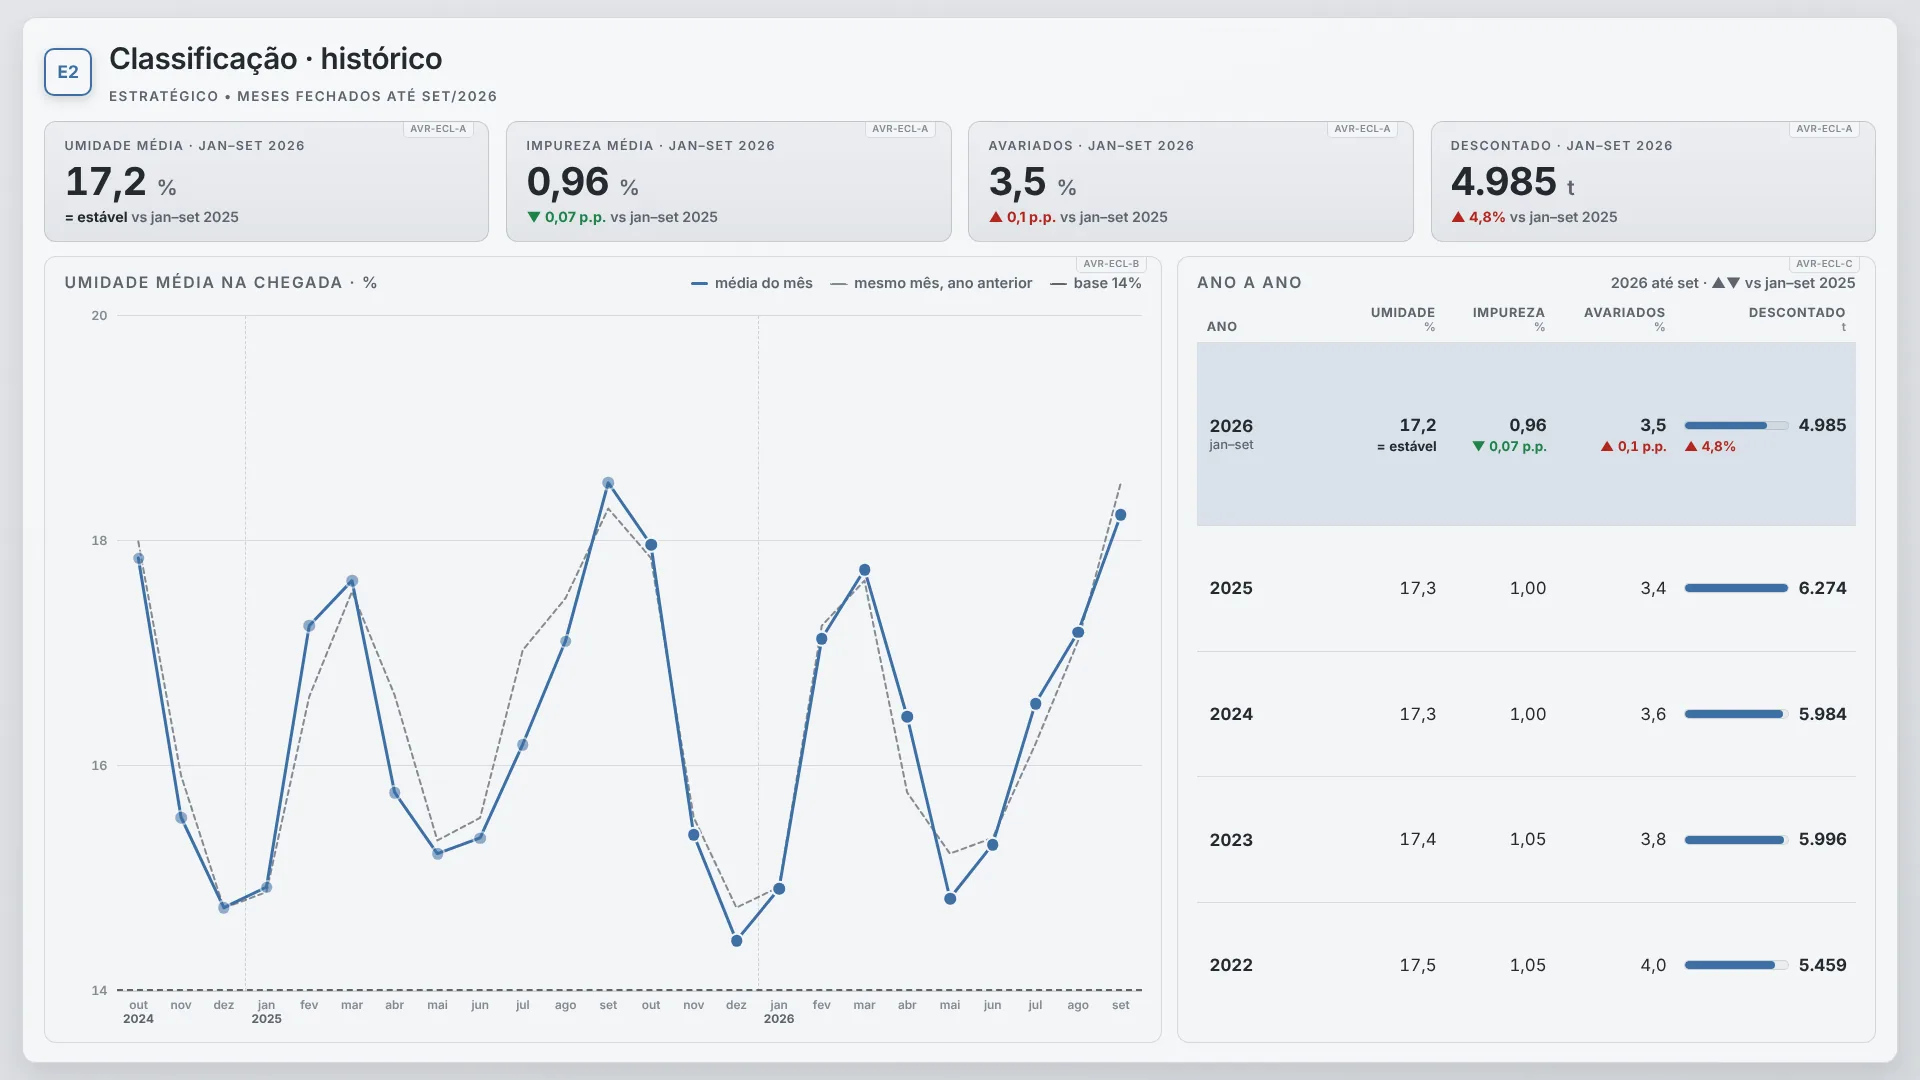 E2
Classificação · histórico
ESTRATÉGICO • MESES FECHADOS ATÉ SET/2026
AVR-ECL-A
UMIDADE MÉDIA · JAN–SET 2026
17,2 %
= estável vs jan–set 2025
AVR-ECL-A
IMPUREZA MÉDIA · JAN–SET 2026
0,96 %
▼ 0,07 p.p. vs jan–set 2025
AVR-ECL-A
AVARIADOS · JAN–SET 2026
3,5 %
▲ 0,1 p.p. vs jan–set 2025
AVR-ECL-A
DESCONTADO · JAN–SET 2026
4.985 t
▲ 4,8% vs jan–set 2025
AVR-ECL-B
UMIDADE MÉDIA NA CHEGADA · %
média do mês mesmo mês, ano anterior base 14%
20
18
16
14
out nov dez jan fev mar abr mai jun jul ago set out nov dez jan fev mar abr mai jun jul ago set
2024 2025 2026
AVR-ECL-C
ANO A ANO
2026 até set · ▲▼ vs jan–set 2025
ANO UMIDADE % IMPUREZA % AVARIADOS % DESCONTADO t
2026 17,2 0,96 3,5 4.985
jan–set = estável ▼ 0,07 p.p. ▲ 0,1 p.p. ▲ 4,8%
2025 17,3 1,00 3,4 6.274
2024 17,3 1,00 3,6 5.984
2023 17,4 1,05 3,8 5.996
2022 17,5 1,05 4,0 5.459